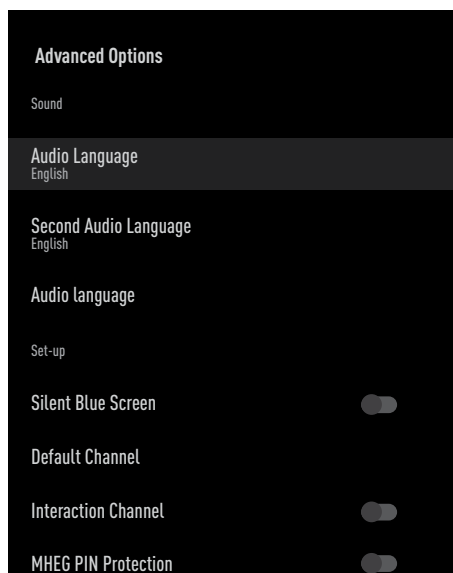 Advanced Options
Sound
Audio Language
English
Second Audio Language
English
Audio language
Set-up
Silent Blue Screen
Default Channel
Interaction Channel
MHEG PIN Protection